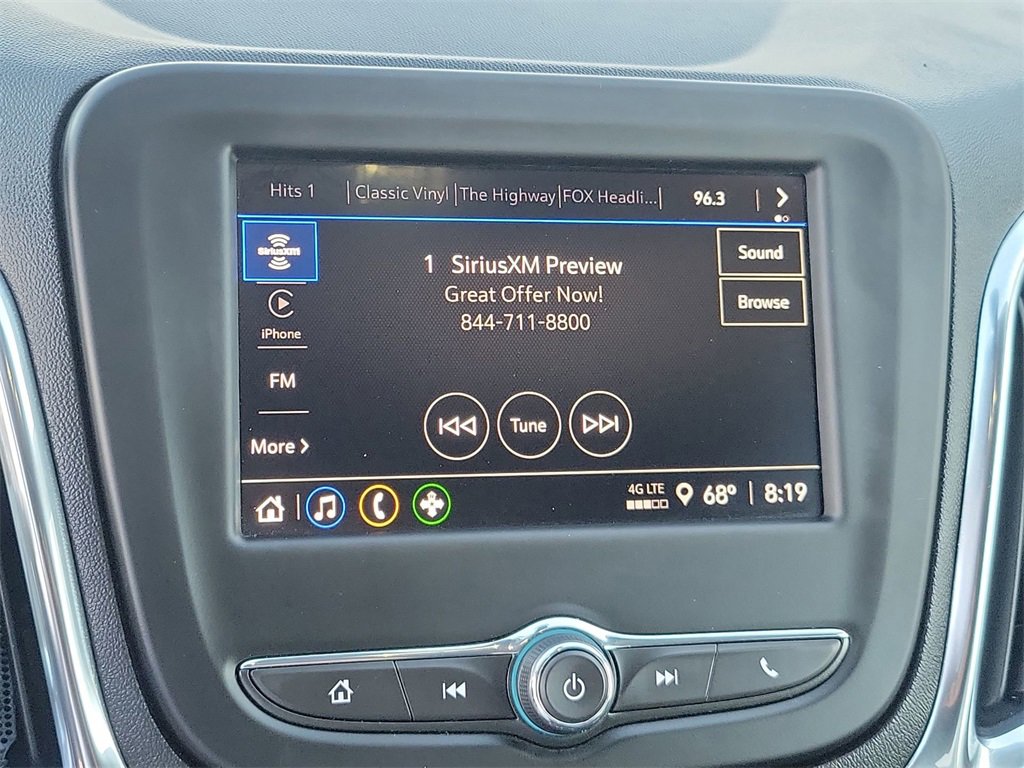 Hits 1 | Classic Vinyl | The Highway | FOX Headli... | 96.3
SIRIUSXM
Sound
1 SiriusXM Preview
Great Offer Now!
Browse
844-711-8800
iPhone
FM
Tune
More
4G LTE 68° 8:19